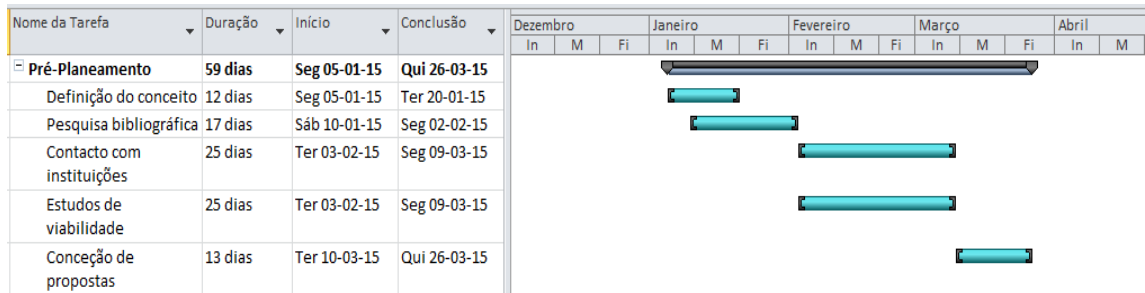 Nome da Tarefa Duração Início Conclusão Dezembro Janeiro Fevereiro Março Abril
In M Fi In M Fi In M Fi In M Fi In M
Pré-Planeamento 59 dias Seg 05-01-15 Qui 26-03-15
Definição do conceito 12 dias Seg 05-01-15 Ter 20-01-15
Pesquisa bibliográfica 17 dias Sáb 10-01-15 Seg 02-02-15
Contacto com 25 dias Ter 03-02-15 Seg 09-03-15
instituições
Estudos de 25 dias Ter 03-02-15 Seg 09-03-15
viabilidade
Conceção de 13 dias Ter 10-03-15 Qui 26-03-15
propostas